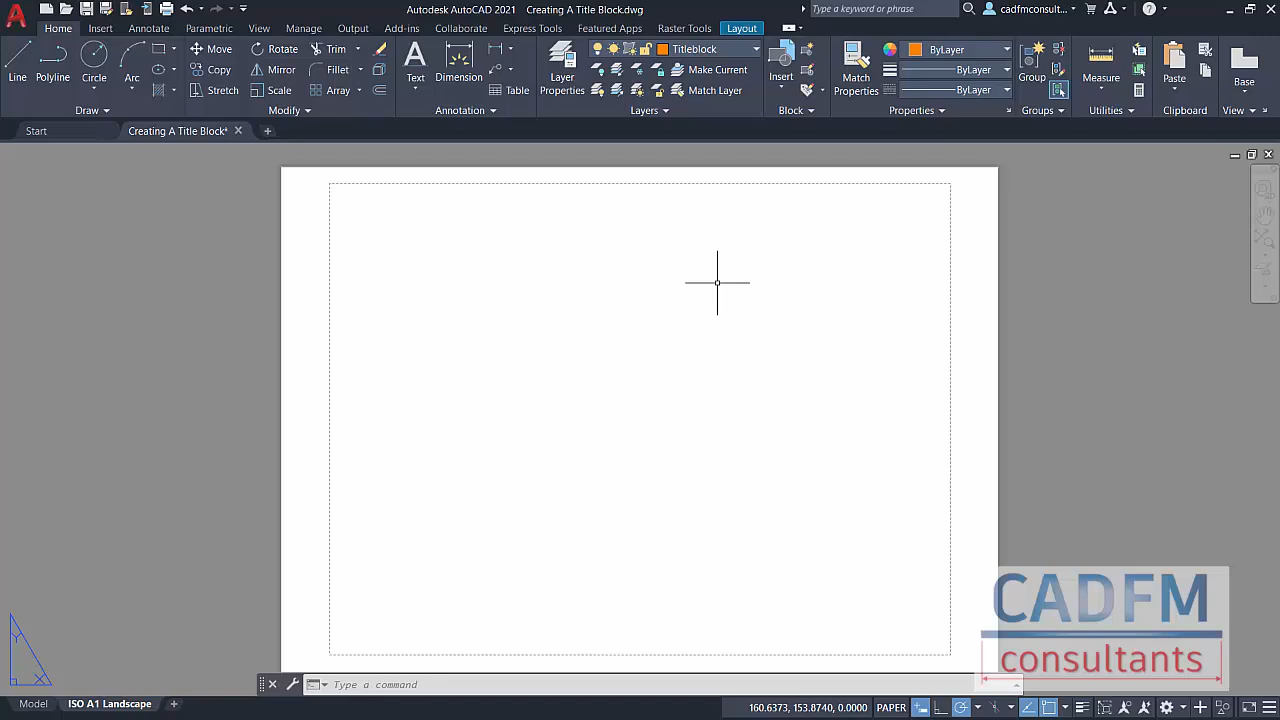 Autodesk AutoCAD 2021 Creating A Title Block.dwg
Type a keyword or phrase
cadfmconsult...
Home Insert Annotate Parametric View Manage Output Add-ins Collaborate Express Tools Featured Apps Raster Tools Layout
Line
Polyline
Circle
Arc
Move
Rotate
Trim
Copy
Mirror
Fillet
Stretch
Scale
Array
Text
Dimension
Table
Layer
Properties
Titleblock
Make Current
Match Layer
Insert
Match
Properties
ByLayer
ByLayer
ByLayer
Group
Measure
Paste
Base
Draw Modify Annotation Layers Block Properties Groups Utilities Clipboard View
Start
Creating A Title Block*
Y
X
CADFM
consultants
Type a command
Model
ISO A1 Landscape
160.6373, 153.8740, 0.0000
PAPER